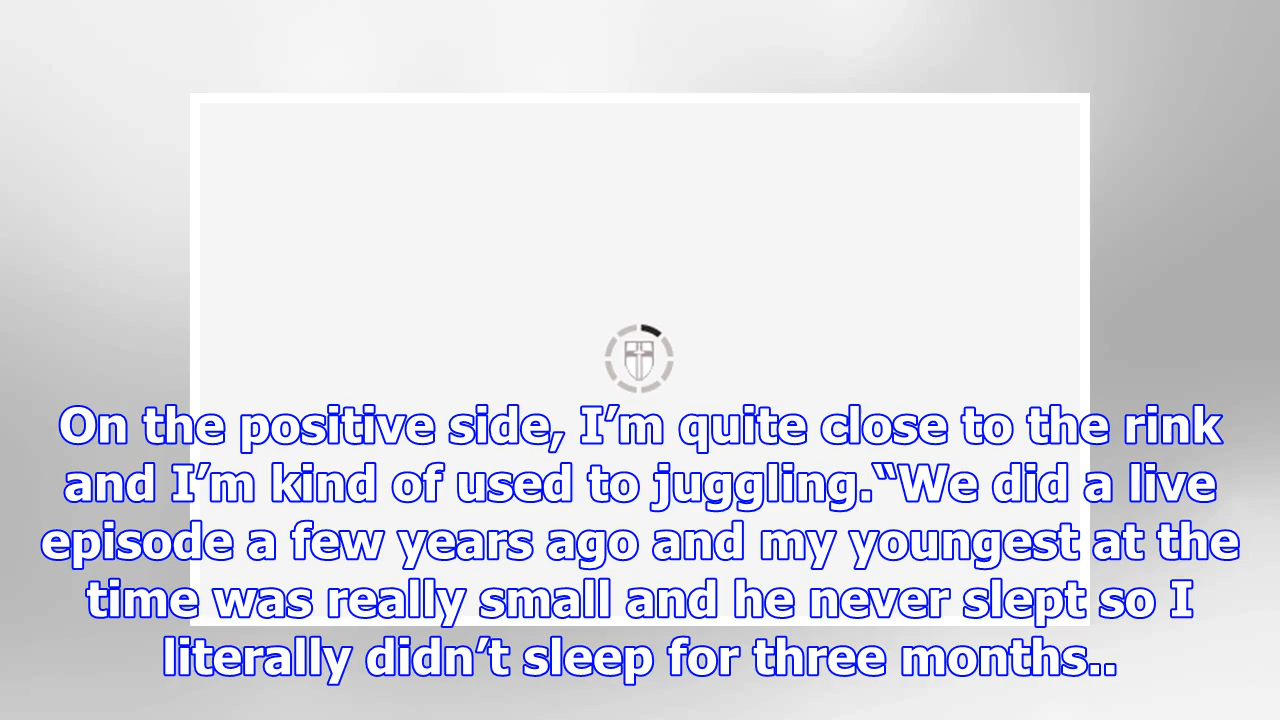 On the positive side, I’m quite close to the rink
and I’m kind of used to juggling.“We did a live
episode a few years ago and my youngest at the
time was really small and he never slept so I
literally didn’t sleep for three months..